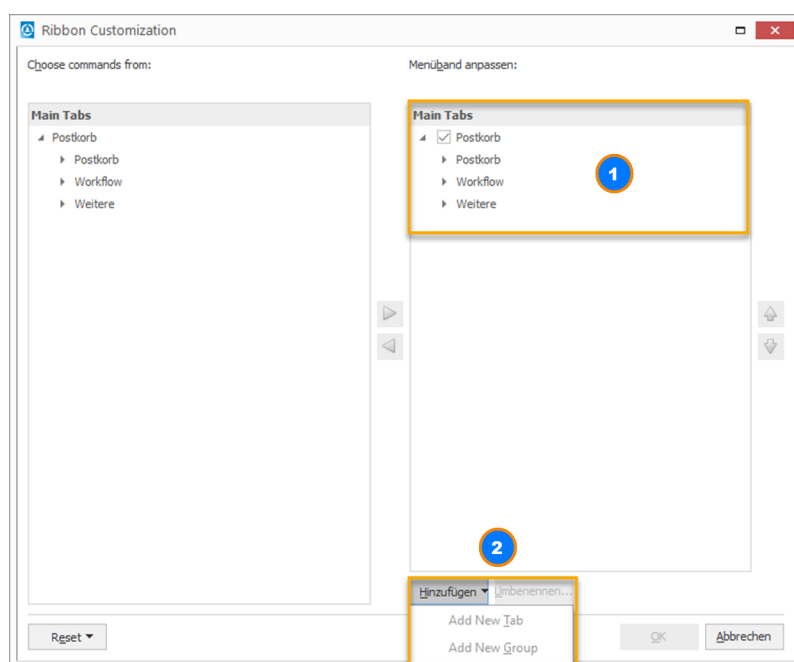 Ribbon Customization
Choose commands from:
Menüband anpassen:
Main Tabs
Postkorb
Postkorb
Workflow
Weitere
Main Tabs
Postkorb
Postkorb
Workflow
Weitere
1
2
Hinzufügen Umbenennen...
Add New Tab
Add New Group
Reset
OK
Abbrechen